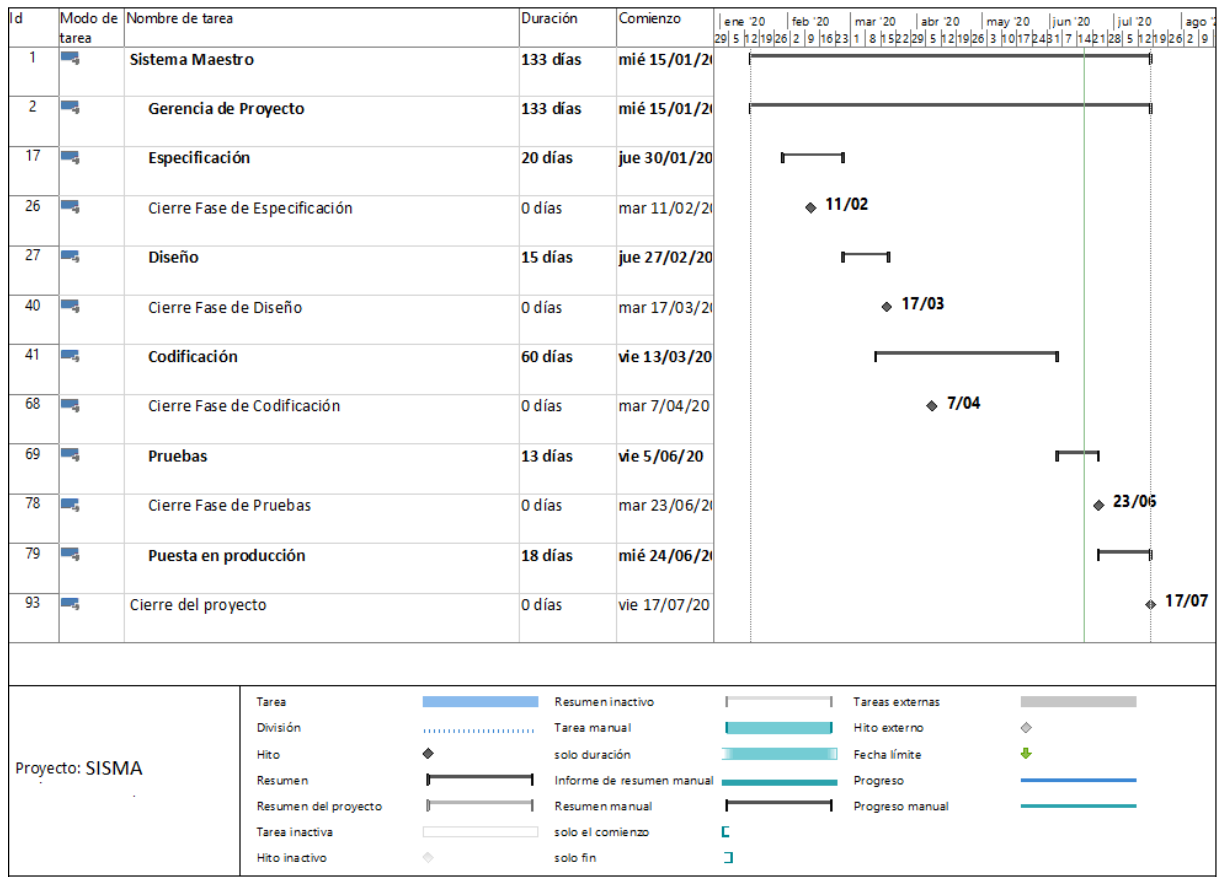 Id Modo de tarea Nombre de tarea Duración Comienzo
ene '20 feb '20 mar '20 abr '20 may '20 jun '20 jul '20 ago '2
29 5 12 19 26 2 9 16 23 1 8 15 22 29 5 12 19 26 3 10 17 24 31 7 14 21 28 5 12 19 26 2 9
1 Sistema Maestro 133 días mié 15/01/20
2 Gerencia de Proyecto 133 días mié 15/01/20
17 Especificación 20 días jue 30/01/20
26 Cierre Fase de Especificación 0 días mar 11/02/20 11/02
27 Diseño 15 días jue 27/02/20
40 Cierre Fase de Diseño 0 días mar 17/03/20 17/03
41 Codificación 60 días vie 13/03/20
68 Cierre Fase de Codificación 0 días mar 7/04/20 7/04
69 Pruebas 13 días vie 5/06/20
78 Cierre Fase de Pruebas 0 días mar 23/06/20 23/06
79 Puesta en producción 18 días mié 24/06/20
93 Cierre del proyecto 0 días vie 17/07/20 17/07
Proyecto: SISMA
Tarea Resumen inactivo Tareas externas
División Tarea manual Hito externo
Hito solo duración Fecha límite
Resumen Informe de resumen manual Progreso
Resumen del proyecto Resumen manual Progreso manual
Tarea inactiva solo el comienzo
Hito inactivo solo fin